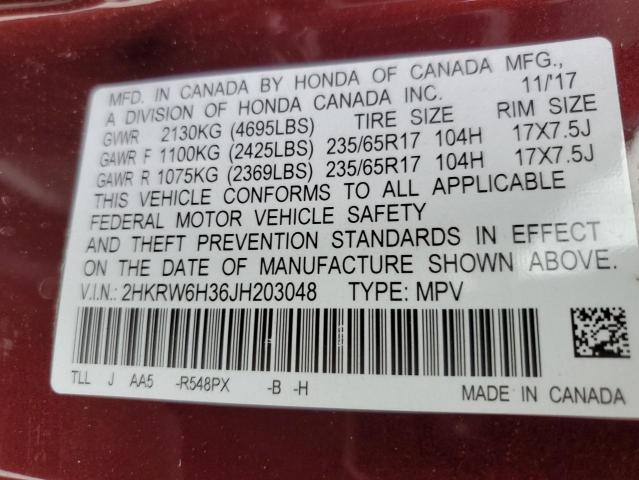 MFD. IN CANADA BY HONDA OF CANADA MFG.,
A DIVISION OF HONDA CANADA INC. 11/'17
GVWR 2130KG (4695LBS) TIRE SIZE RIM SIZE
GAWR F 1100KG (2425LBS) 235/65R17 104H 17X7.5J
GAWR R 1075KG (2369LBS) 235/65R17 104H 17X7.5J
THIS VEHICLE CONFORMS TO ALL APPLICABLE
FEDERAL MOTOR VEHICLE SAFETY
AND THEFT PREVENTION STANDARDS IN EFFECT
ON THE DATE OF MANUFACTURE SHOWN ABOVE.
V.I.N.: 2HKRW6H36JH203048 TYPE: MPV
TLL J AA5 -R548PX -B -H MADE IN CANADA